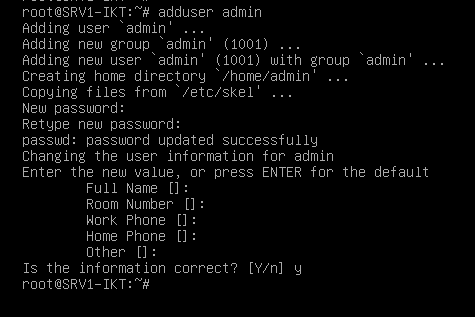 root@SRV1-IKT:~# adduser admin
Adding user `admin' ...
Adding new group `admin' (1001) ...
Adding new user `admin' (1001) with group `admin' ...
Creating home directory `/home/admin' ...
Copying files from `/etc/skel' ...
New password:
Retype new password:
passwd: password updated successfully
Changing the user information for admin
Enter the new value, or press ENTER for the default
Full Name []:
Room Number []:
Work Phone []:
Home Phone []:
Other []:
Is the information correct? [Y/n] y
root@SRV1-IKT:~#